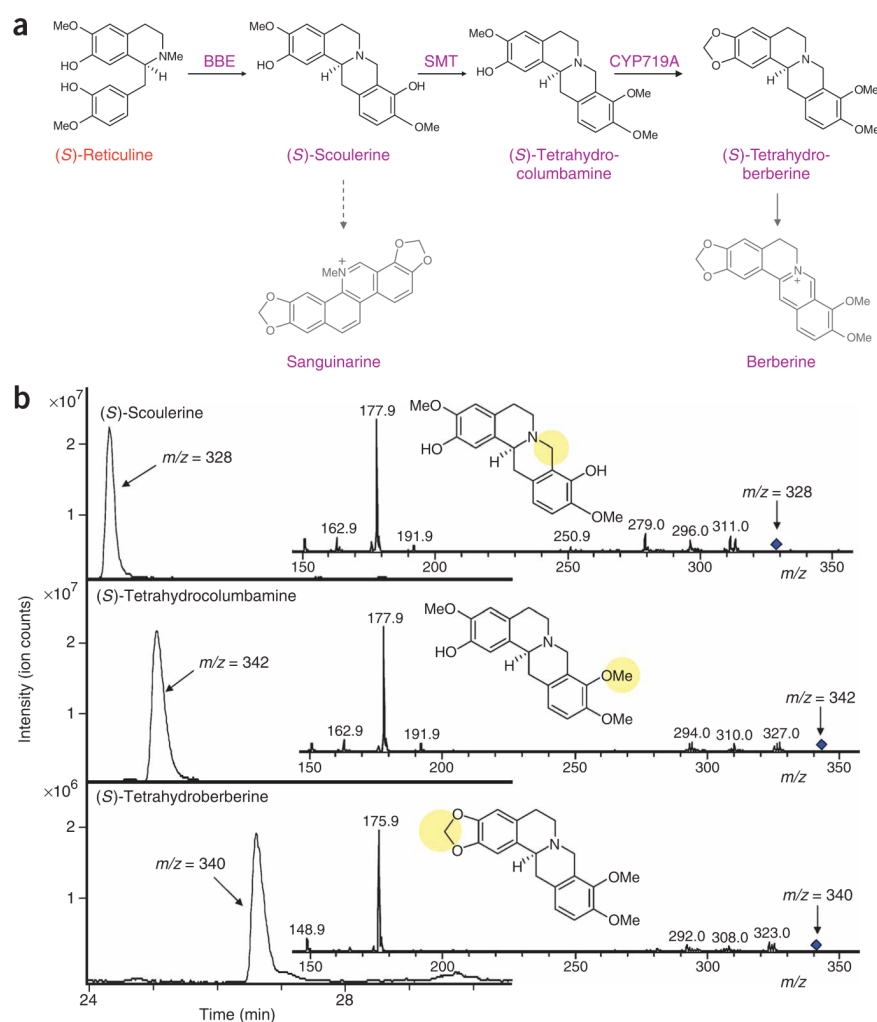 a
MeO
HO
NMe
H
HO
MeO
(S)-Reticuline
BBE
MeO
HO
N
H
OH
OMe
(S)-Scoulerine
SMT
MeO
HO
N
H
OMe
OMe
(S)-Tetrahydro-
columbamine
CYP719A
O
O
N
H
OMe
OMe
(S)-Tetrahydro-
berberine
O
O
+
MeN
O
O
Sanguinarine
O
O
N
+
OMe
OMe
Berberine
b
Intensity (ion counts)
×10⁷
2
1
(S)-Scoulerine
m/z = 328
177.9
162.9
191.9
250.9
279.0
296.0
311.0
m/z = 328
MeO
HO
N
H
OH
OMe
150 200 250 300 350
m/z
×10⁷
2
1
(S)-Tetrahydrocolumbamine
m/z = 342
177.9
162.9
191.9
294.0
310.0
327.0
m/z = 342
MeO
HO
N
H
OMe
OMe
150 200 250 300 350
m/z
×10⁶
2
1
(S)-Tetrahydroberberine
m/z = 340
175.9
148.9
292.0
308.0
323.0
m/z = 340
O
O
N
H
OMe
OMe
150 200 250 300 350
m/z
24 28
Time (min)